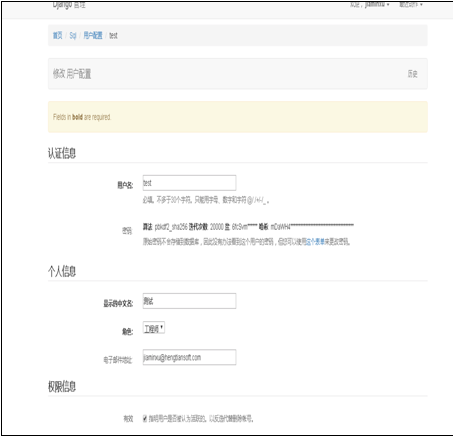 Django 管理
欢迎, jiaminxu 最近动作
首页 / Sql / 用户配置 / test
修改 用户配置 历史
Fields in bold are required.
认证信息
用户名: test
必填。不多于30个字符。只能用字母、数字和字符 @/./+/-/_ 。
密码: 算法: pbkdf2_sha256 迭代次数: 20000 盐: 6fcSvm****** 哈希:
原始密码不会存储到数据库，因此没有办法看到这个用户的密码，但您可以使用这个表单来更改密码。
个人信息
显示的中文名: 测试
角色: 工程师
电子邮件地址: jiaminxu@hengtiansoft.com
权限信息
有效 指明用户是否被认为活跃的。以反选代替删除帐号。